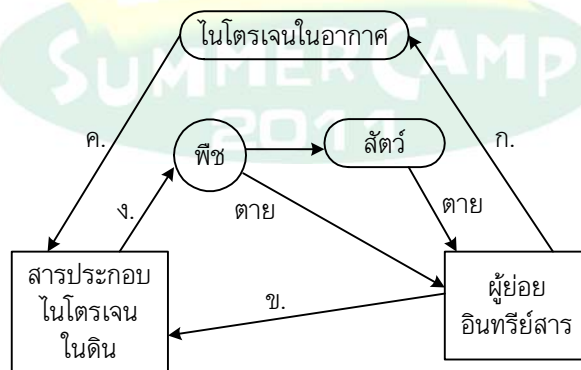 ไนโตรเจนในอากาศ
SUMMER CAMP
2011
ค.
พืช
สัตว์
ก.
ง.
ตาย
ตาย
สารประกอบ
ไนโตรเจน
ในดิน
ข.
ผู้ย่อย
อินทรีย์สาร